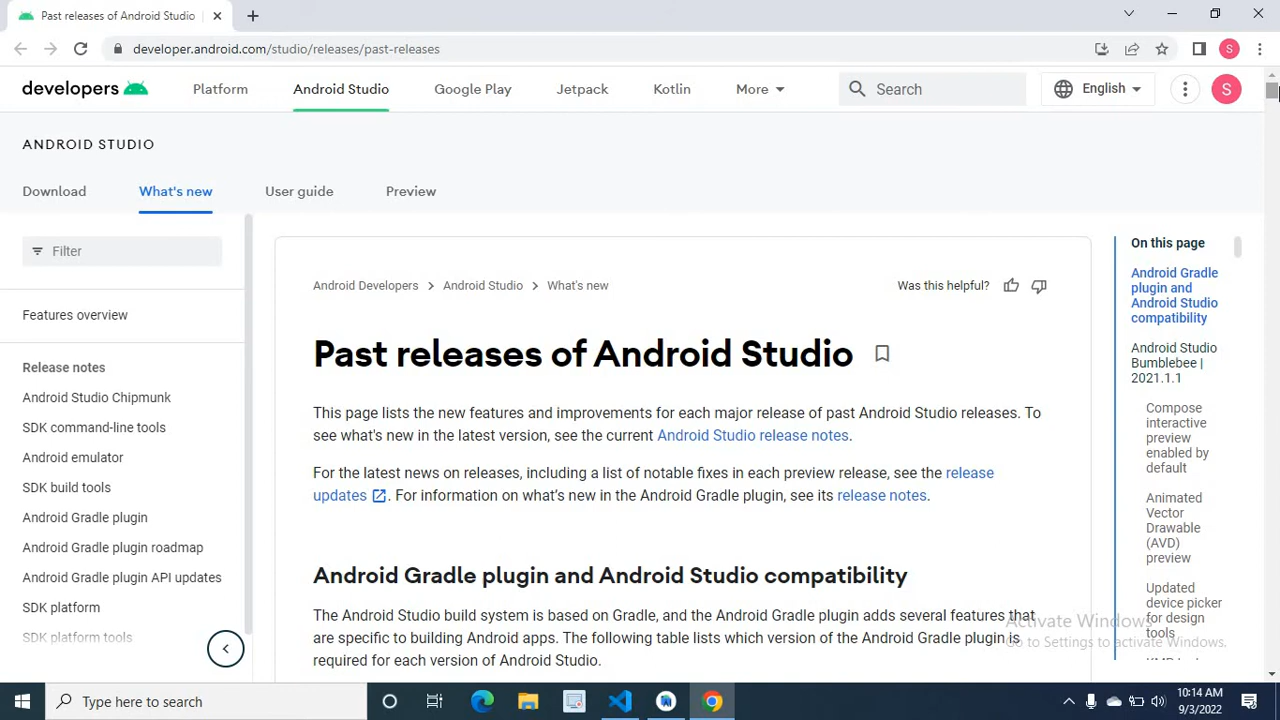 Past releases of Android Studio
developer.android.com/studio/releases/past-releases
S
developers
Platform
Android Studio
Google Play
Jetpack
Kotlin
More
Search
English
S
ANDROID STUDIO
Download
What's new
User guide
Preview
Filter
Features overview
Release notes
Android Studio Chipmunk
SDK command-line tools
Android emulator
SDK build tools
Android Gradle plugin
Android Gradle plugin roadmap
Android Gradle plugin API updates
SDK platform
SDK platform tools
Android Developers
Android Studio
What's new
Was this helpful?
Past releases of Android Studio
This page lists the new features and improvements for each major release of past Android Studio releases. To
see what's new in the latest version, see the current Android Studio release notes.
For the latest news on releases, including a list of notable fixes in each preview release, see the release
updates . For information on what's new in the Android Gradle plugin, see its release notes.
Android Gradle plugin and Android Studio compatibility
The Android Studio build system is based on Gradle, and the Android Gradle plugin adds several features that
are specific to building Android apps. The following table lists which version of the Android Gradle plugin is
required for each version of Android Studio.
On this page
Android Gradle
plugin and
Android Studio
compatibility
Android Studio
Bumblebee |
2021.1.1
Compose
interactive
preview
enabled by
default
Animated
Vector
Drawable
(AVD)
preview
Updated
device picker
for design
tools
Activate Windows
Go to Settings to activate Windows.
Type here to search
10:14 AM
9/3/2022